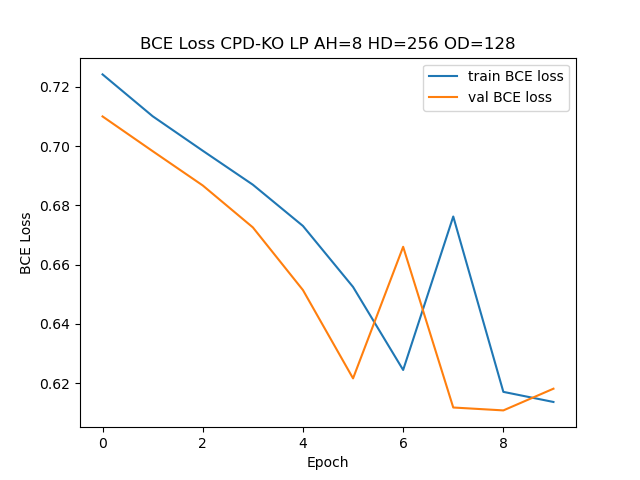 BCE Loss CPD-KO LP AH=8 HD=256 OD=128
train BCE loss
val BCE loss
0.72
0.70
0.68
0.66
0.64
0.62
BCE Loss
0
2
4
6
8
Epoch